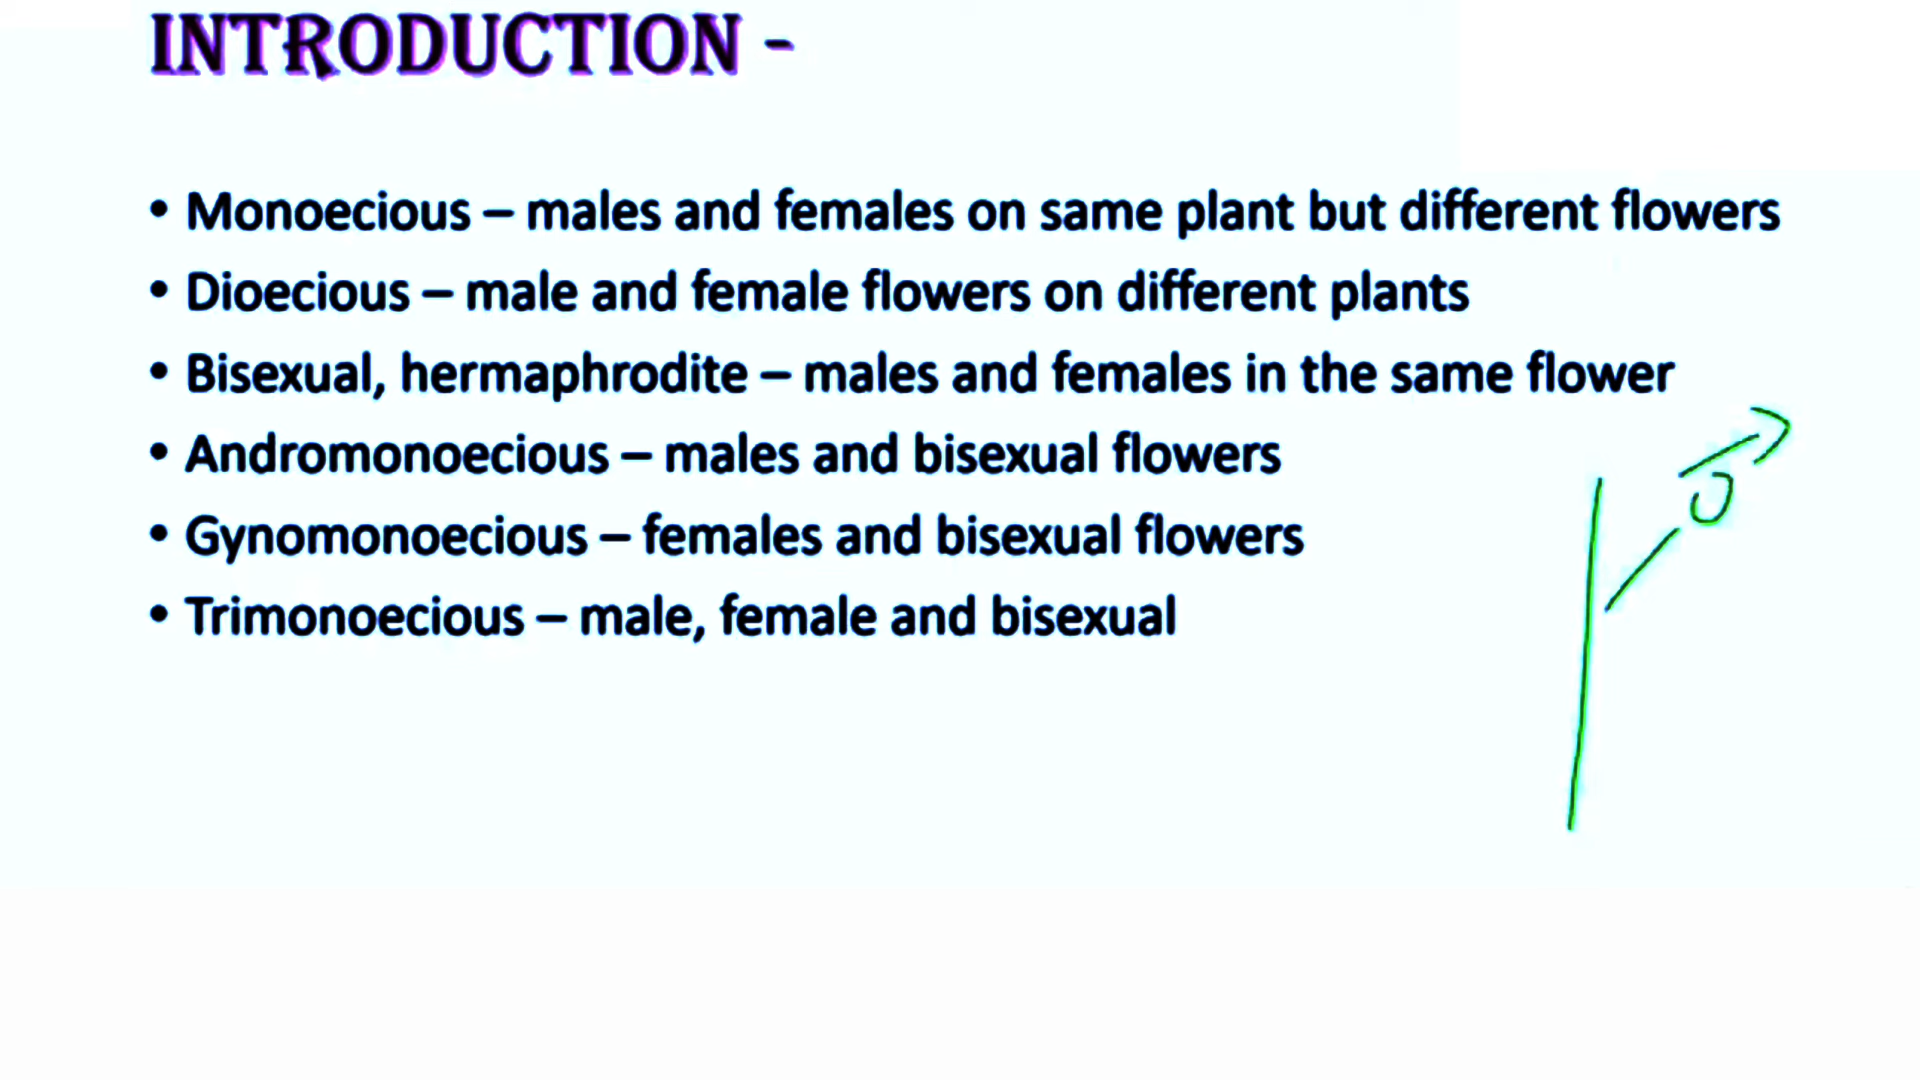 INTRODUCTION -
• Monoecious – males and females on same plant but different flowers
• Dioecious – male and female flowers on different plants
• Bisexual, hermaphrodite – males and females in the same flower
• Andromonoecious – males and bisexual flowers
• Gynomonoecious – females and bisexual flowers
• Trimonoecious – male, female and bisexual